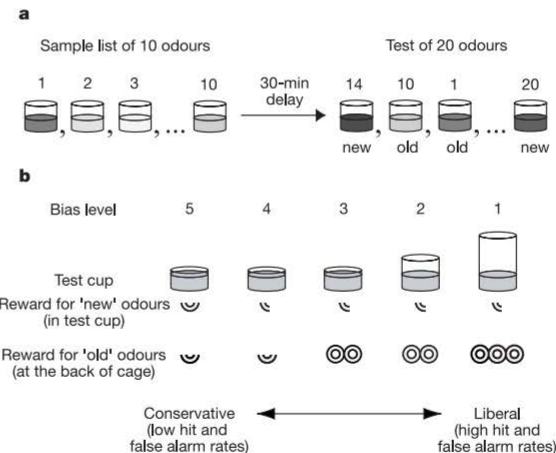 a
Sample list of 10 odours
Test of 20 odours
1 2 3 10
30-min
delay
14 10 1 20
, , , ...
, , , ...
new old old new
b
Bias level 5 4 3 2 1
Test cup
Reward for 'new' odours
(in test cup)
Reward for 'old' odours
(at the back of cage)
Conservative
(low hit and
false alarm rates)
Liberal
(high hit and
false alarm rates)